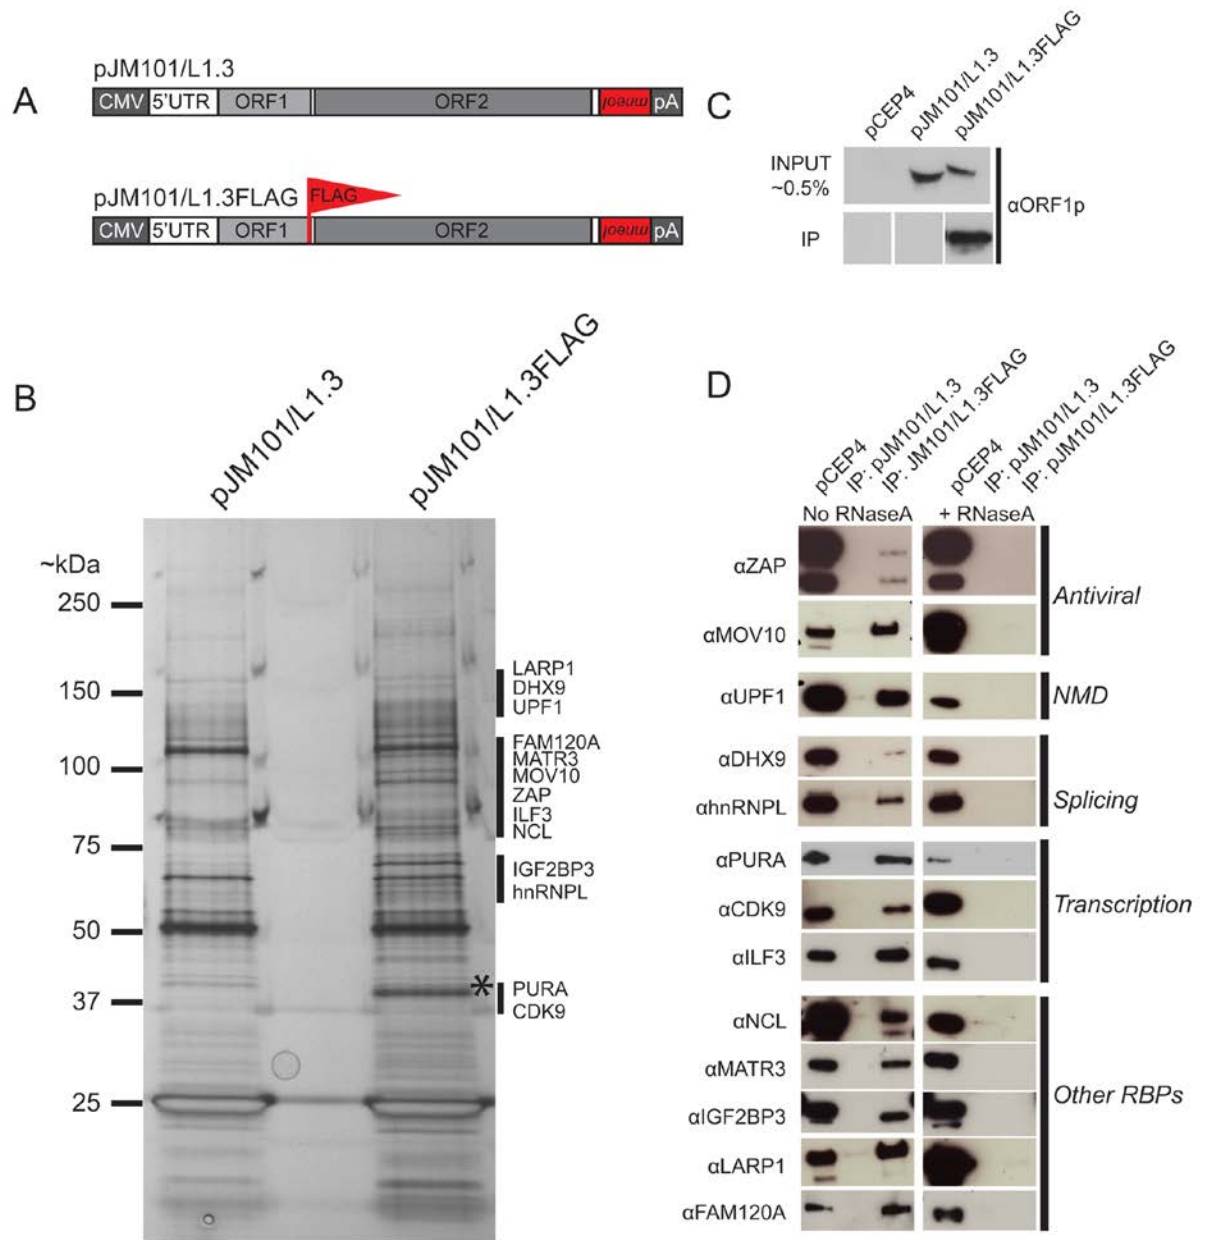 A
pJM101/L1.3
CMV 5'UTR ORF1 ORF2 mneoI pA
pJM101/L1.3FLAG
FLAG
CMV 5'UTR ORF1 ORF2 mneoI pA
C
pCEP4
pJM101/L1.3
pJM101/L1.3FLAG
INPUT
~0.5%
IP
αORF1p
B
pJM101/L1.3
pJM101/L1.3FLAG
~kDa
250
150
100
75
50
37
25
LARP1
DHX9
UPF1
FAM120A
MATR3
MOV10
ZAP
ILF3
NCL
IGF2BP3
hnRNPL
*
PURA
CDK9
D
pCEP4
IP: pJM101/L1.3
IP: JM101/L1.3FLAG
pCEP4
IP: pJM101/L1.3
IP: pJM101/L1.3FLAG
No RNaseA
+ RNaseA
αZAP
αMOV10
Antiviral
αUPF1
NMD
αDHX9
αhnRNPL
Splicing
αPURA
αCDK9
αILF3
Transcription
αNCL
αMATR3
αIGF2BP3
αLARP1
αFAM120A
Other RBPs